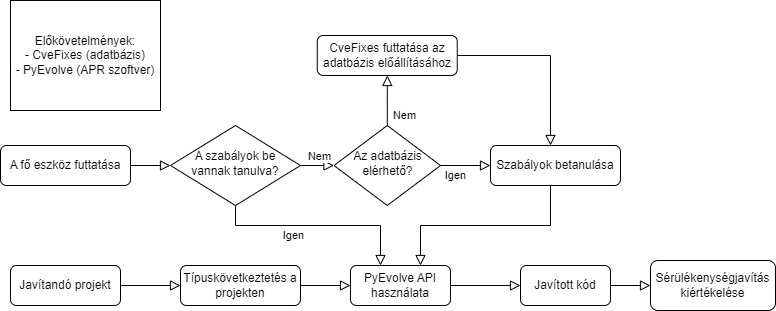 Előkövetelmények:
- CveFixes (adatbázis)
- PyEvolve (APR szoftver)
CveFixes futtatása az
adatbázis előállításához
Nem
A fő eszköz futtatása
A szabályok be
vannak tanulva?
Nem
Az adatbázis
elérhető?
Igen
Szabályok betanulása
Igen
Javítandó projekt
Típuskövetkeztetés a
projekten
PyEvolve API
használata
Javított kód
Sérülékenységjavítás
kiértékelése